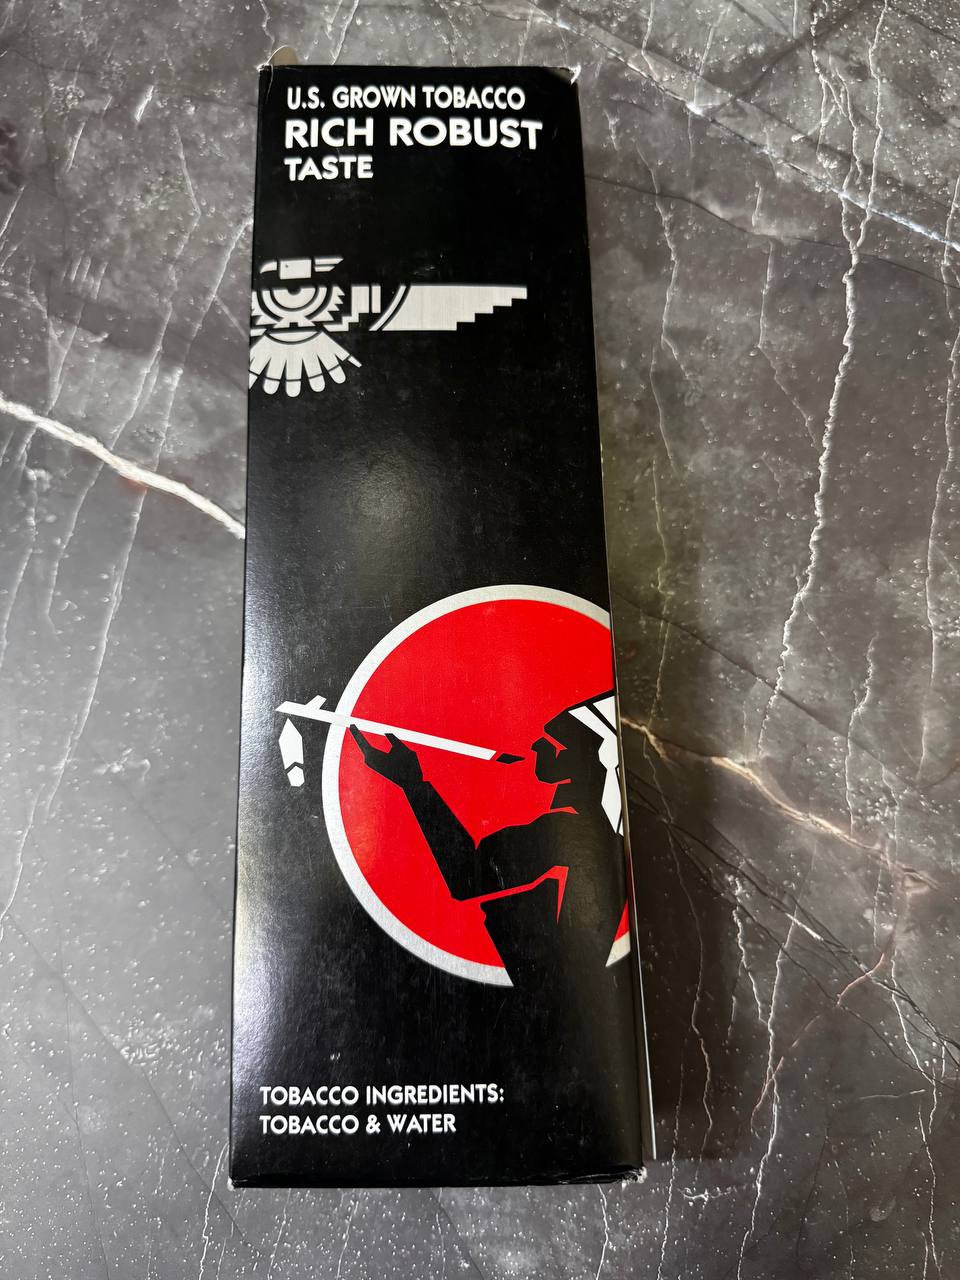 U.S. GROWN TOBACCO
RICH ROBUST
TASTE
TOBACCO INGREDIENTS:
TOBACCO & WATER